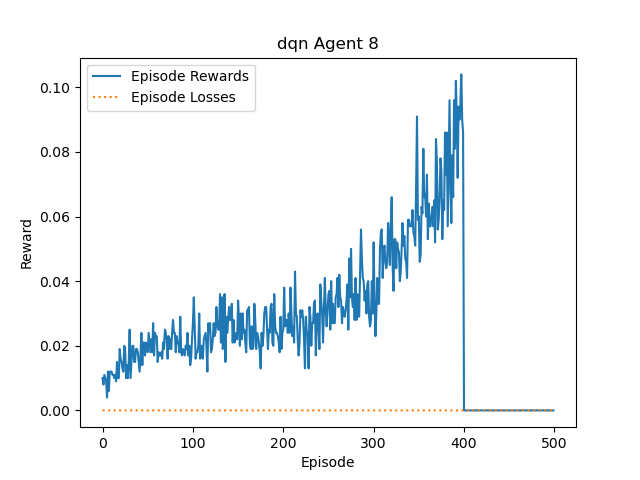 dqn Agent 8
Episode Rewards
Episode Losses
Reward
0.10
0.08
0.06
0.04
0.02
0.00
0 100 200 300 400 500
Episode